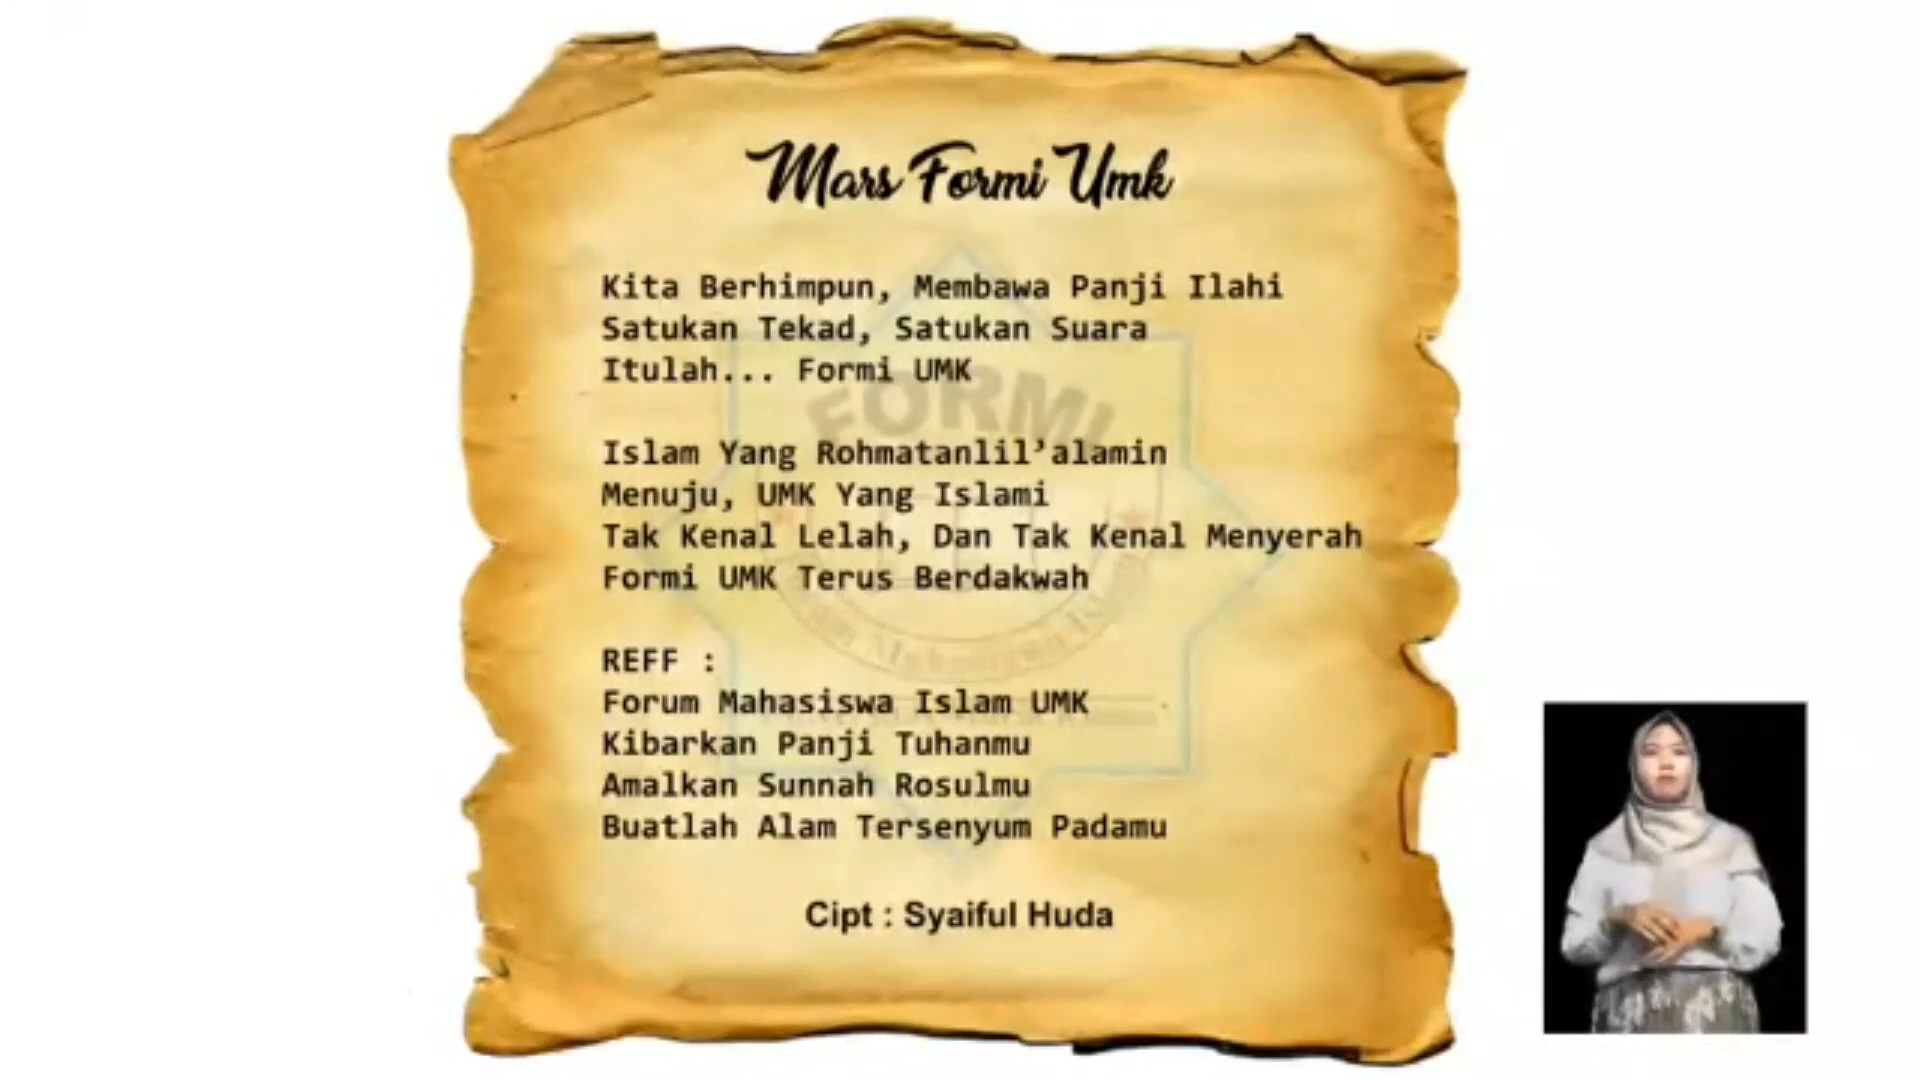 Mars Formi Umk
Kita Berhimpun, Membawa Panji Ilahi
Satukan Tekad, Satukan Suara
Itulah... Formi UMK
Islam Yang Rohmatanlil’alamin
Menuju, UMK Yang Islami
Tak Kenal Lelah, Dan Tak Kenal Menyerah
Formi UMK Terus Berdakwah
REFF :
Forum Mahasiswa Islam UMK
Kibarkan Panji Tuhanmu
Amalkan Sunnah Rosulmu
Buatlah Alam Tersenyum Padamu
Cipt : Syaiful Huda
FORMI